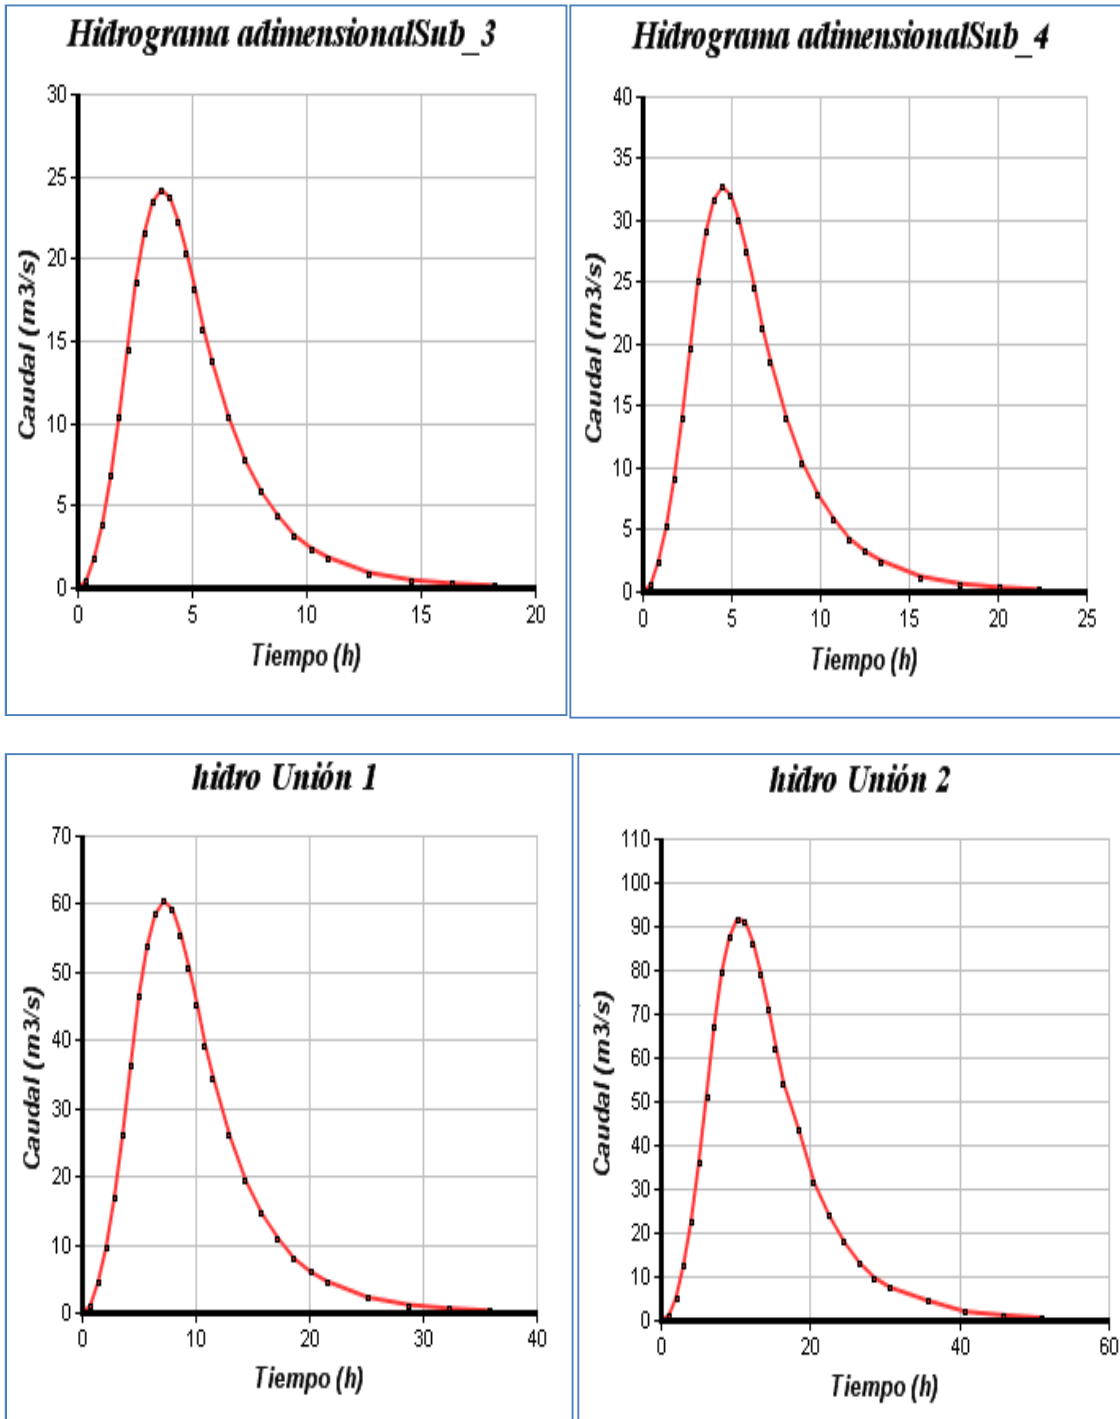 Hidrograma adimensionalSub_3
30
25
20
15
10
5
0
0 5 10 15 20
Caudal (m3/s)
Tiempo (h)
Hidrograma adimensionalSub_4
40
35
30
25
20
15
10
5
0
0 5 10 15 20 25
Caudal (m3/s)
Tiempo (h)
hidro Unión 1
70
60
50
40
30
20
10
0
0 10 20 30 40
Caudal (m3/s)
Tiempo (h)
hidro Unión 2
110
100
90
80
70
60
50
40
30
20
10
0
0 20 40 60
Caudal (m3/s)
Tiempo (h)